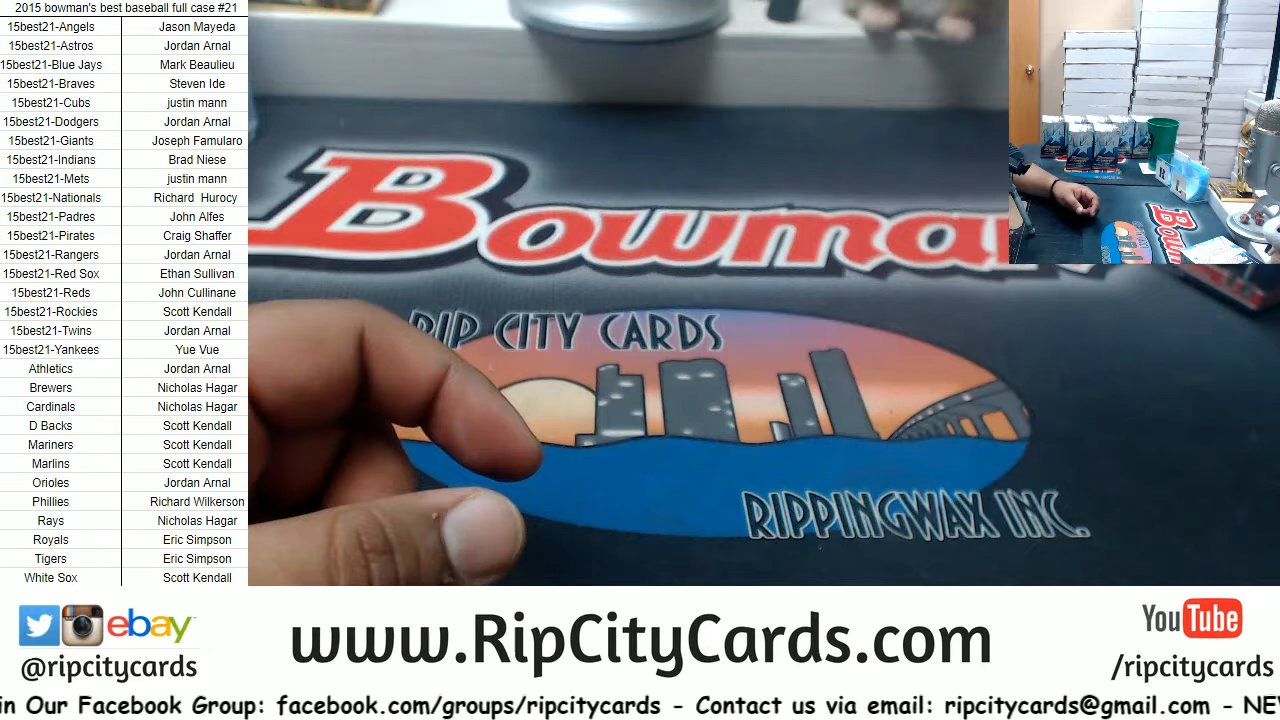 2015 bowman's best baseball full case #21
15best21-Angels Jason Mayeda
15best21-Astros Jordan Arnal
15best21-Blue Jays Mark Beaulieu
15best21-Braves Steven Ide
15best21-Cubs justin mann
15best21-Dodgers Jordan Arnal
15best21-Giants Joseph Famularo
15best21-Indians Brad Niese
15best21-Mets justin mann
15best21-Nationals Richard Hurocy
15best21-Padres John Alfes
15best21-Pirates Craig Shaffer
15best21-Rangers Jordan Arnal
15best21-Red Sox Ethan Sullivan
15best21-Reds John Cullinane
15best21-Rockies Scott Kendall
15best21-Twins Jordan Arnal
15best21-Yankees Yue Vue
Athletics Jordan Arnal
Brewers Nicholas Hagar
Cardinals Nicholas Hagar
D Backs Scott Kendall
Mariners Scott Kendall
Marlins Scott Kendall
Orioles Jordan Arnal
Phillies Richard Wilkerson
Rays Nicholas Hagar
Royals Eric Simpson
Tigers Eric Simpson
White Sox Scott Kendall
Bowma
RIP CITY CARDS
RIPPINGWAX INC.
Bowm
ebay
@ripcitycards
www.RipCityCards.com
YouTube
/ripcitycards
in Our Facebook Group: facebook.com/groups/ripcitycards - Contact us via email: ripcitycards@gmail.com - NE